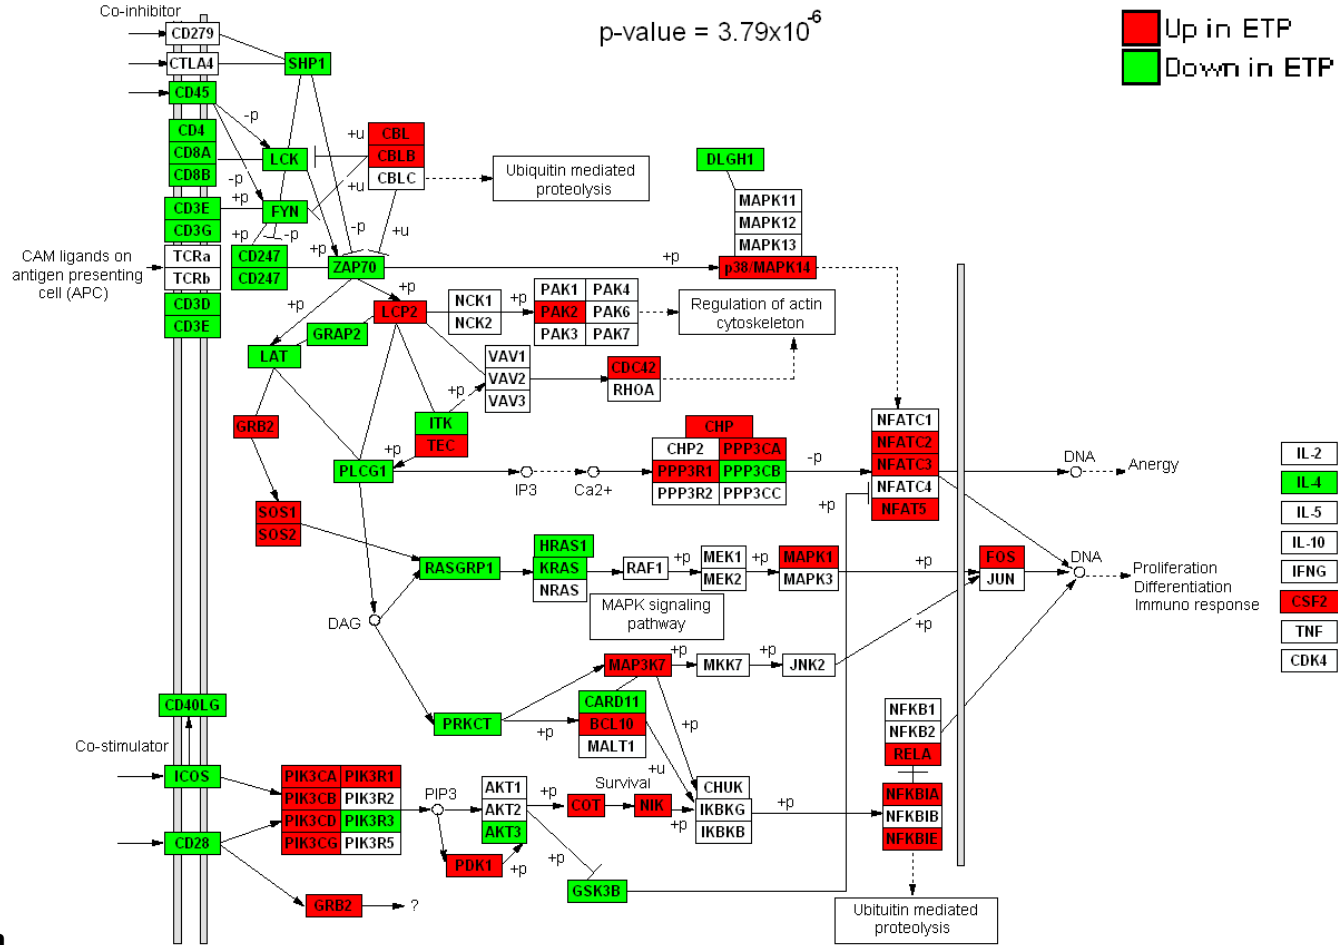 Co-inhibitor
p-value = 3.79x10-6
Up in ETP
Down in ETP
CD279
CTLA4
SHP1
CD45
-p
CD4
CD8A
CD8B
LCK
+u
CBL
CBLB
CBLC
Ubiquitin mediated
proteolysis
DLGH1
MAPK11
MAPK12
MAPK13
p38/MAPK14
-p
+u
CD3E
CD3G
+p
FYN
+p
-p
-p
+u
+p
CAM ligands on
antigen presenting
cell (APC)
TCRa
TCRb
CD247
CD247
ZAP70
+p
CD3D
CD3E
+p
+p
LCP2
GRAP2
LAT
NCK1
NCK2
+p
PAK1
PAK4
PAK2
PAK6
PAK3
PAK7
Regulation of actin
cytoskeleton
VAV1
VAV2
VAV3
CDC42
RHOA
+p
GRB2
ITK
TEC
+p
PLCG1
IP3
Ca2+
CHP
CHP2
PPP3CA
PPP3R1
PPP3CB
PPP3R2
PPP3CC
-p
+p
NFATC1
NFATC2
NFATC3
NFATC4
NFAT5
DNA
Anergy
IL-2
IL-4
IL-5
IL-10
IFNG
CSF2
TNF
CDK4
SOS1
SOS2
RASGRP1
HRAS1
KRAS
NRAS
RAF1
+p
MEK1
MEK2
+p
MAPK1
MAPK3
+p
FOS
JUN
DNA
Proliferation
Differentiation
Immuno response
MAPK signaling
pathway
DAG
+p
MAP3K7
+p
MKK7
+p
JNK2
CD40LG
PRKCT
+p
CARD11
BCL10
MALT1
+p
+u
NFKB1
NFKB2
RELA
Co-stimulator
ICOS
PIK3CA
PIK3R1
PIK3CB
PIK3R2
PIK3CD
PIK3R3
PIK3CG
PIK3R5
PIP3
AKT1
AKT2
AKT3
+p
Survival
COT
NIK
+p
CHUK
IKBKG
IKBKB
+p
NFKBIA
NFKBIB
NFKBIE
CD28
PDK1
+p
+p
GSK3B
GRB2
?
Ubituitin mediated
proteolysis